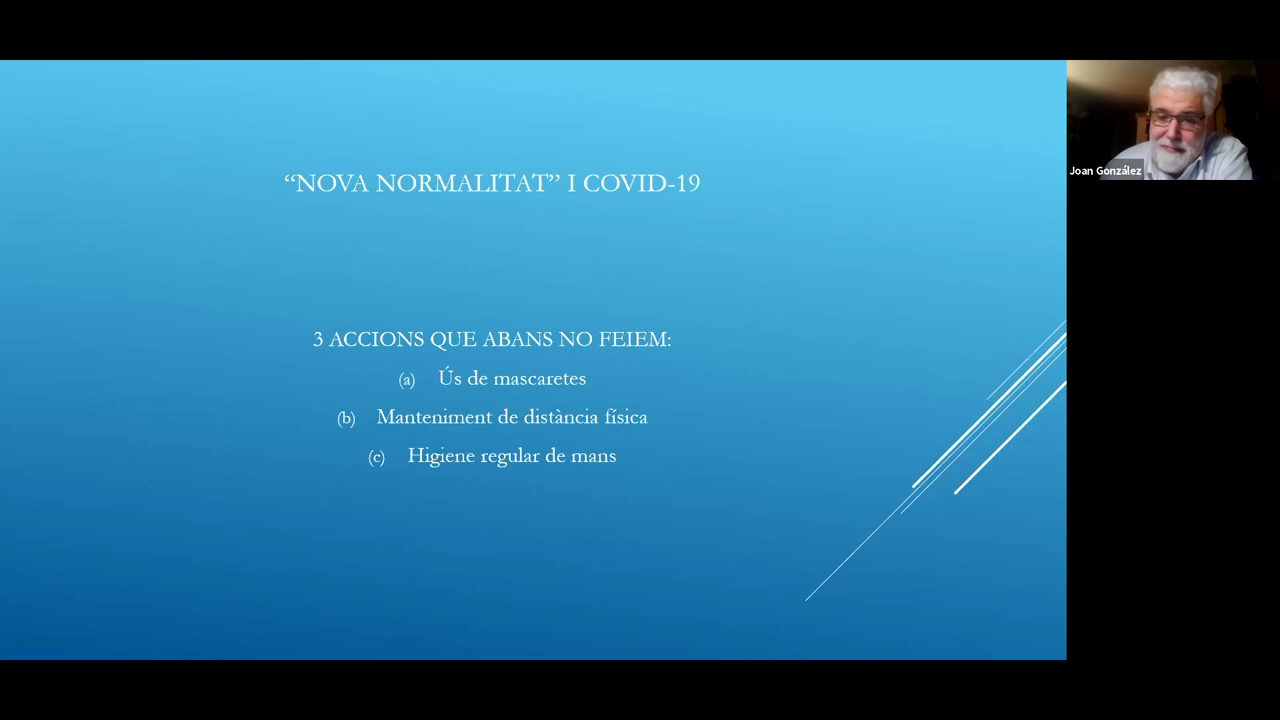 “NOVA NORMALITAT” I COVID-19
3 ACCIONS QUE ABANS NO FEIEM:
(a) Ús de mascaretes
(b) Manteniment de distància física
(c) Higiene regular de mans
Joan González